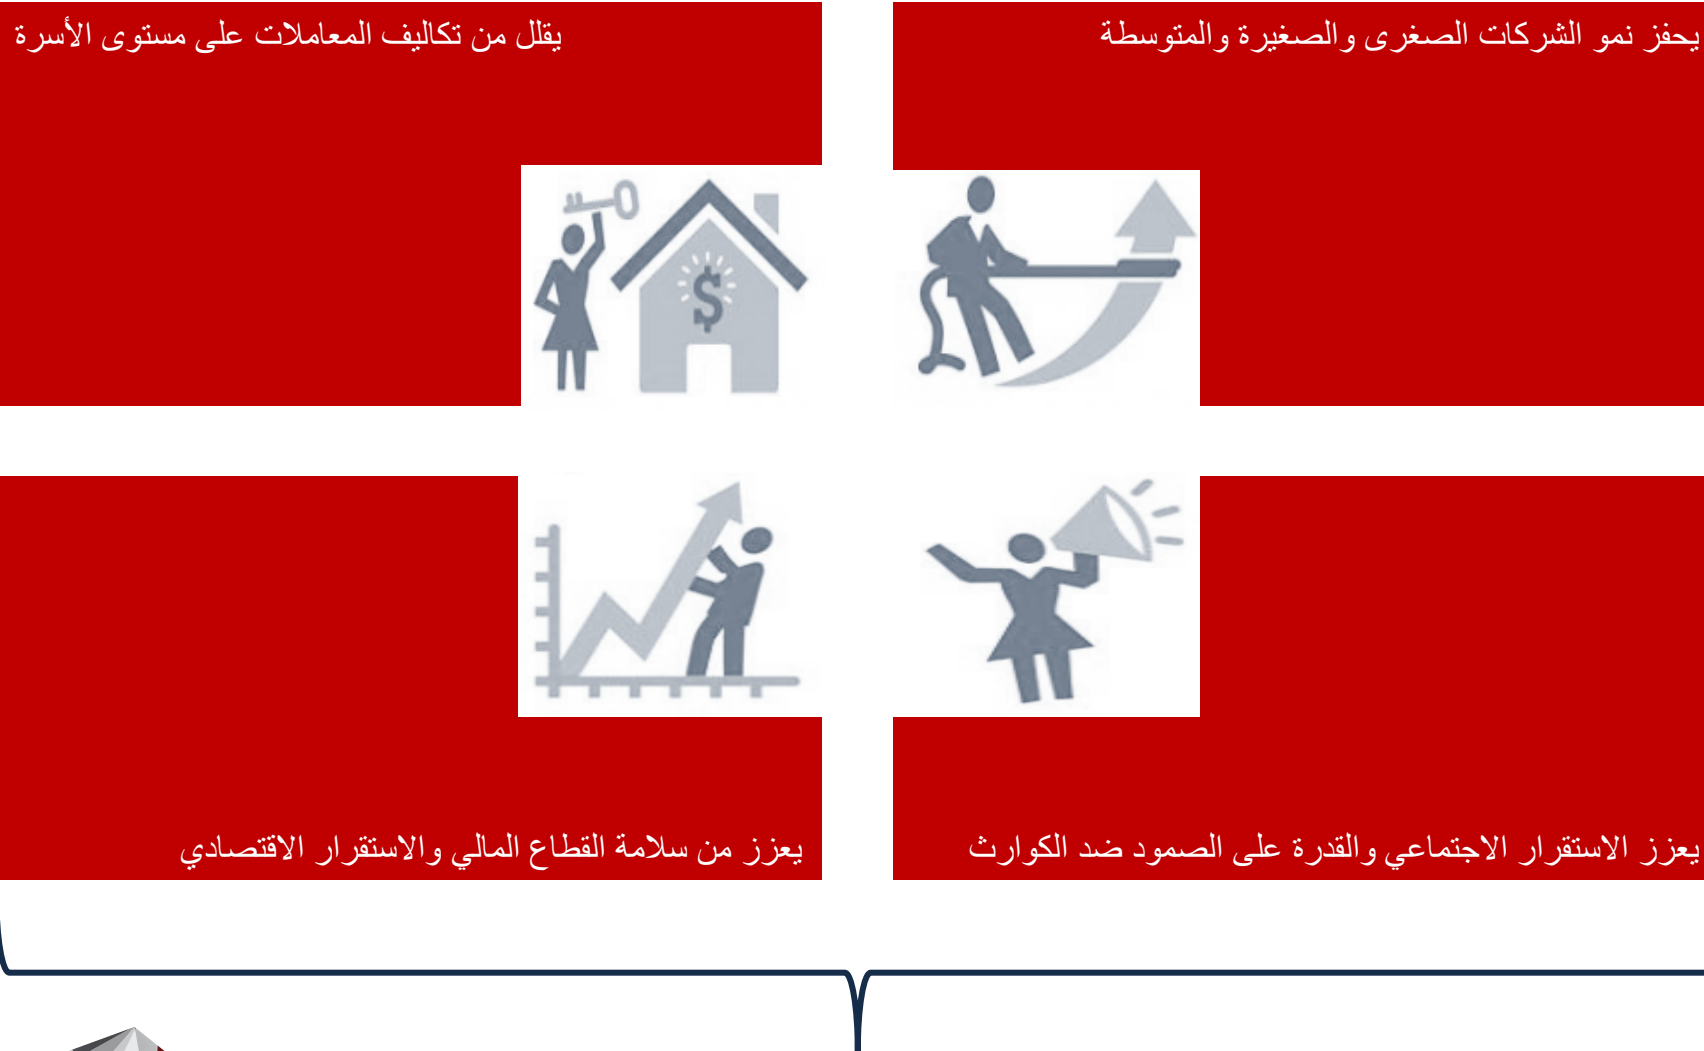 يحفز نمو الشركات الصغرى والصغيرة والمتوسطة
يقلل من تكاليف المعاملات على مستوى الأسرة
$
يعزز الاستقرار الاجتماعي والقدرة على الصمود ضد الكوارث
يعزز من سلامة القطاع المالي والاستقرار الاقتصادي